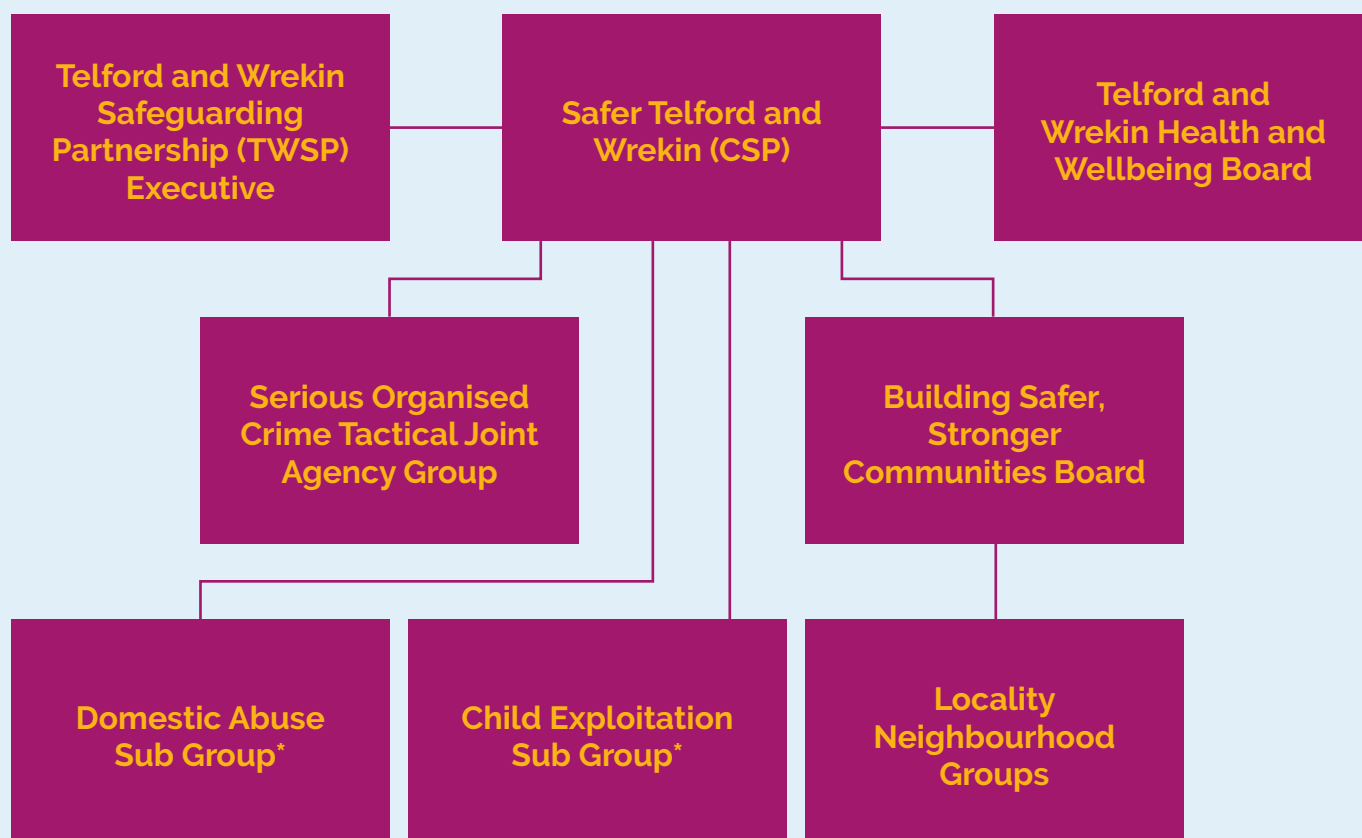 Telford and Wrekin
Safeguarding
Partnership (TWSP)
Executive
Safer Telford and
Wrekin (CSP)
Telford and
Wrekin Health and
Wellbeing Board
Serious Organised
Crime Tactical Joint
Agency Group
Building Safer,
Stronger
Communities Board
Domestic Abuse
Sub Group*
Child Exploitation
Sub Group*
Locality
Neighbourhood
Groups